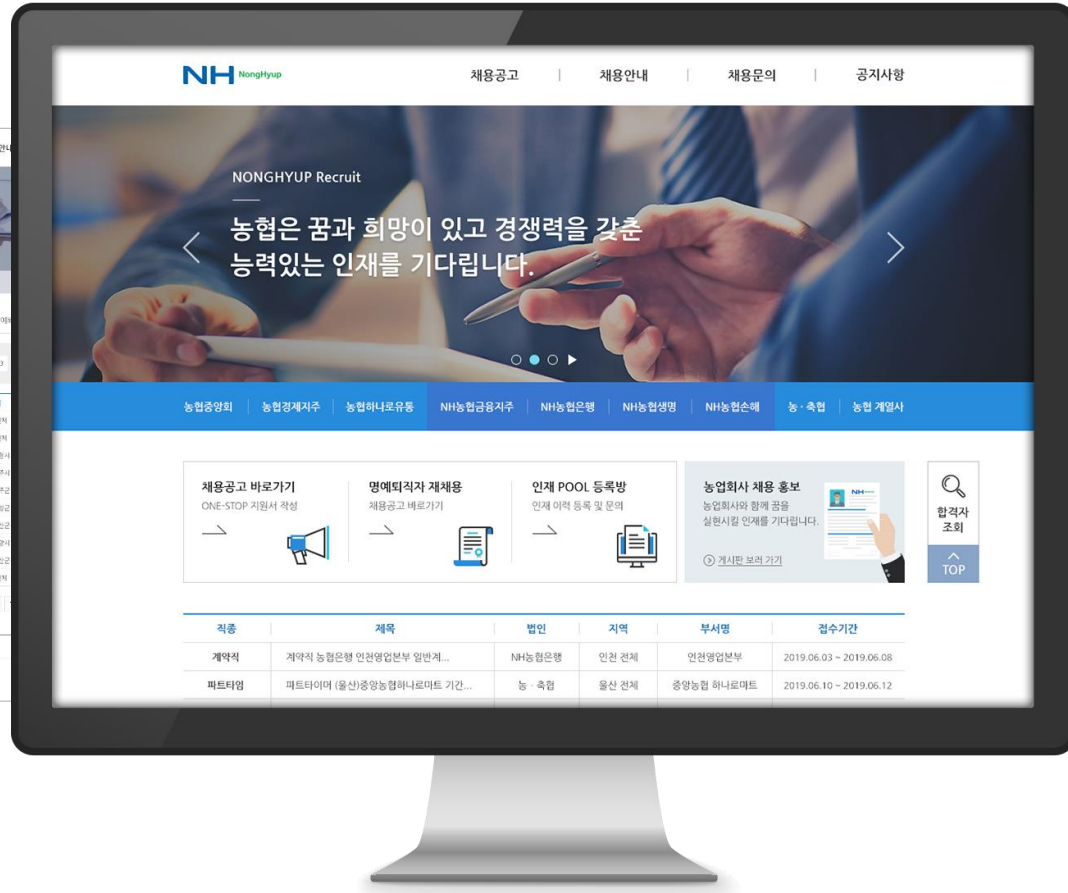 NH NongHyup
채용공고 | 채용안내 | 채용문의 | 공지사항
NONGHYUP Recruit
농협은 꿈과 희망이 있고 경쟁력을 갖춘
능력있는 인재를 기다립니다.
농협중앙회 농협경제지주 농협하나로유통 NH농협금융지주 NH농협은행 NH농협생명 NH농협손해 농·축협 농협 계열사
채용공고 바로가기
ONE-STOP 지원서 작성
명예퇴직자 재채용
채용공고 바로가기
인재 POOL 등록방
인재 이력 등록 및 문의
농업회사 채용 홍보
농업회사와 함께 꿈을
실현시킬 인재를 기다립니다.
게시판 보러 가기
NH
합격자
조회
TOP
직종 제목 법인 지역 부서명 접수기간
계약직 계약직 농협은행 인천영업본부 일반계... NH농협은행 인천 전체 인천영업본부 2019.06.03 ~ 2019.06.08
파트타임 파트타이머 (울산)중앙농협하나로마트 기간... 농·축협 울산 전체 중앙농협 하나로마트 2019.06.10 ~ 2019.06.12